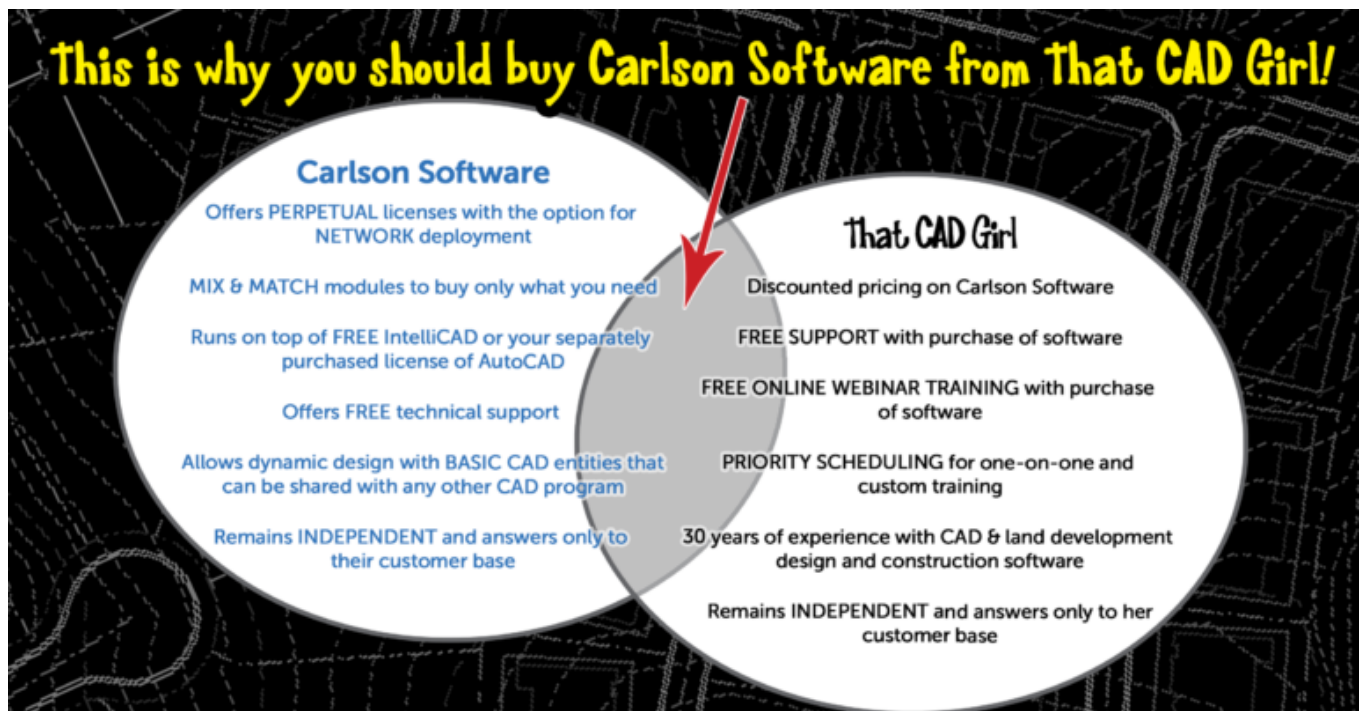 This is why you should buy Carlson Software from That CAD Girl!
Carlson Software
Offers PERPETUAL licenses with the option for
NETWORK deployment
MIX & MATCH modules to buy only what you need
Runs on top of FREE IntelliCAD or your separately
purchased license of AutoCAD
Offers FREE technical support
Allows dynamic design with BASIC CAD entities that
can be shared with any other CAD program
Remains INDEPENDENT and answers only to
their customer base
That CAD Girl
Discounted pricing on Carlson Software
FREE SUPPORT with purchase of software
FREE ONLINE WEBINAR TRAINING with purchase
of software
PRIORITY SCHEDULING for one-on-one and
custom training
30 years of experience with CAD & land development
design and construction software
Remains INDEPENDENT and answers only to her
customer base